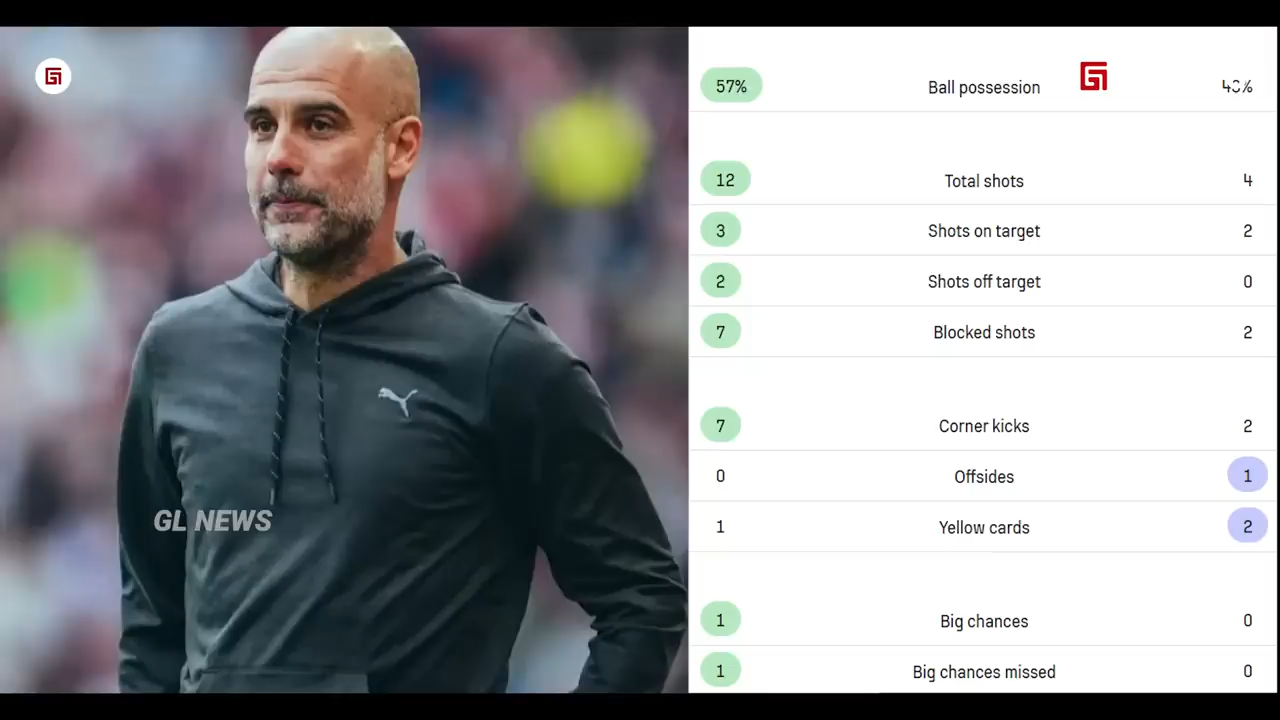 57% Ball possession
12 Total shots 4
3 Shots on target 2
2 Shots off target 0
7 Blocked shots 2
7 Corner kicks 2
0 Offsides 1
1 Yellow cards 2
1 Big chances 0
1 Big chances missed 0
GL NEWS